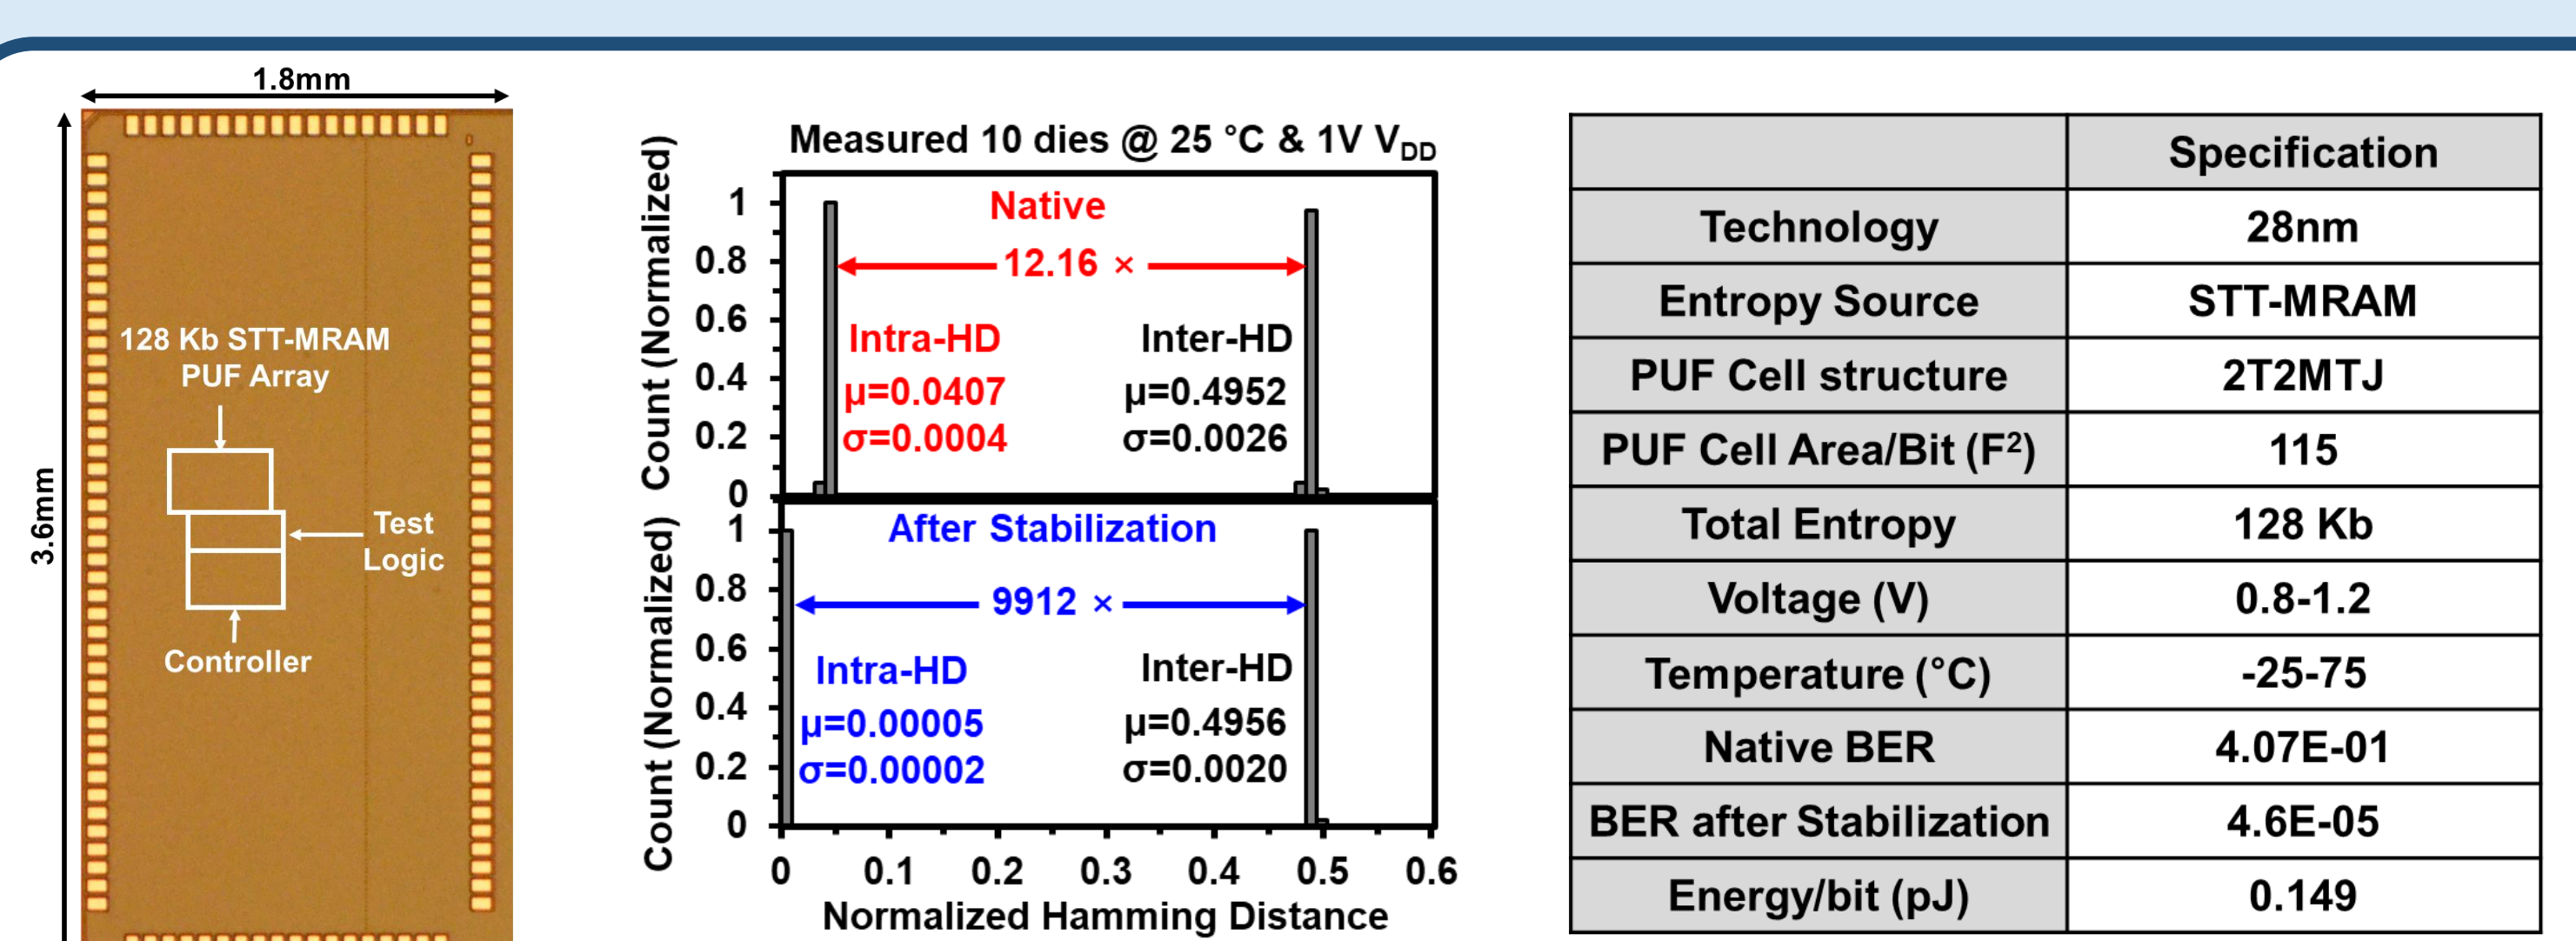 1.8mm
3.6mm
128 Kb STT-MRAM
PUF Array
Test
Logic
Controller
Measured 10 dies @ 25 °C & 1V VDD
Count (Normalized)
1
0.8
0.6
0.4
0.2
0
Native
12.16 ×
Intra-HD
μ=0.0407
σ=0.0004
Inter-HD
μ=0.4952
σ=0.0026
Count (Normalized)
1
0.8
0.6
0.4
0.2
0
After Stabilization
9912 ×
Intra-HD
μ=0.00005
σ=0.00002
Inter-HD
μ=0.4956
σ=0.0020
0 0.1 0.2 0.3 0.4 0.5 0.6
Normalized Hamming Distance
Specification
Technology 28nm
Entropy Source STT-MRAM
PUF Cell structure 2T2MTJ
PUF Cell Area/Bit (F²) 115
Total Entropy 128 Kb
Voltage (V) 0.8-1.2
Temperature (°C) -25-75
Native BER 4.07E-01
BER after Stabilization 4.6E-05
Energy/bit (pJ) 0.149